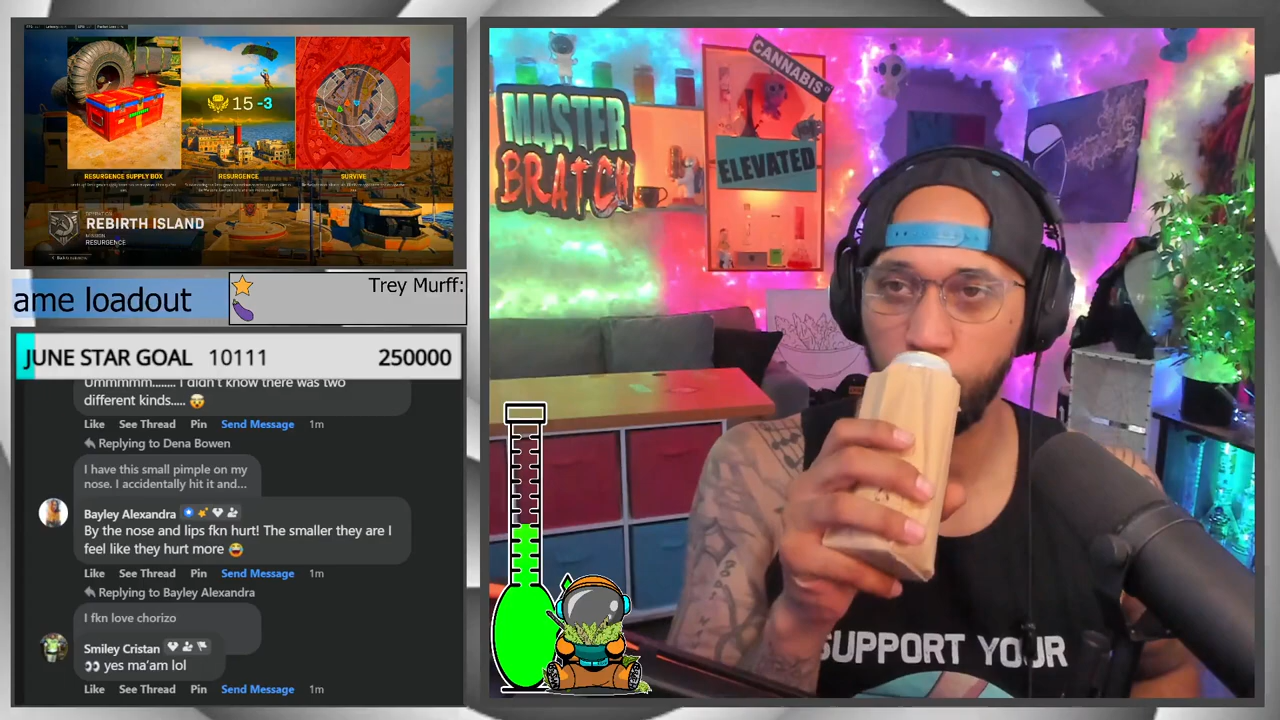 15 -3
RESURGENCE SUPPLY BOX
RESURGENCE
SURVIVE
REBIRTH ISLAND
MISSION
RESURGENCE
ame loadout
Trey Murff:
JUNE STAR GOAL 10111 250000
Ummmmm........ I didn't know there was two
different kinds..... 🤯
Like See Thread Pin Send Message 1m
Replying to Dena Bowen
I have this small pimple on my
nose. I accidentally hit it and...
Bayley Alexandra
By the nose and lips fkn hurt! The smaller they are I
feel like they hurt more 😂
Like See Thread Pin Send Message 1m
Replying to Bayley Alexandra
I fkn love chorizo
Smiley Cristan
👀 yes ma'am lol
Like See Thread Pin Send Message 1m
MASTER
BRATCH
CANNABIS
ELEVATED
SUPPORT YOUR